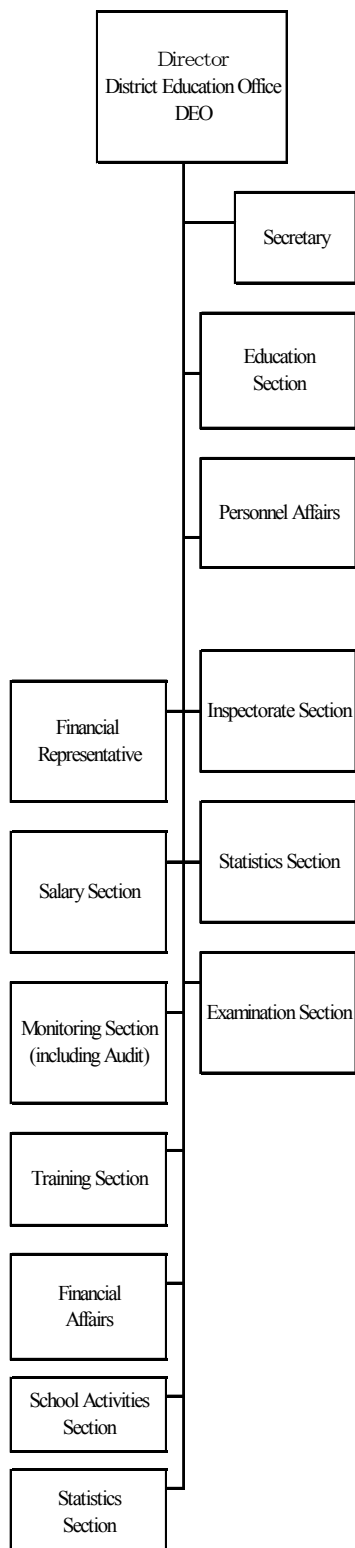 Director
District Education Office
DEO
Secretary
Education
Section
Personnel Affairs
Inspectorate Section
Financial
Representative
Statistics Section
Salary Section
Examination Section
Monitoring Section
(including Audit)
Training Section
Financial
Affairs
School Activities
Section
Statistics
Section